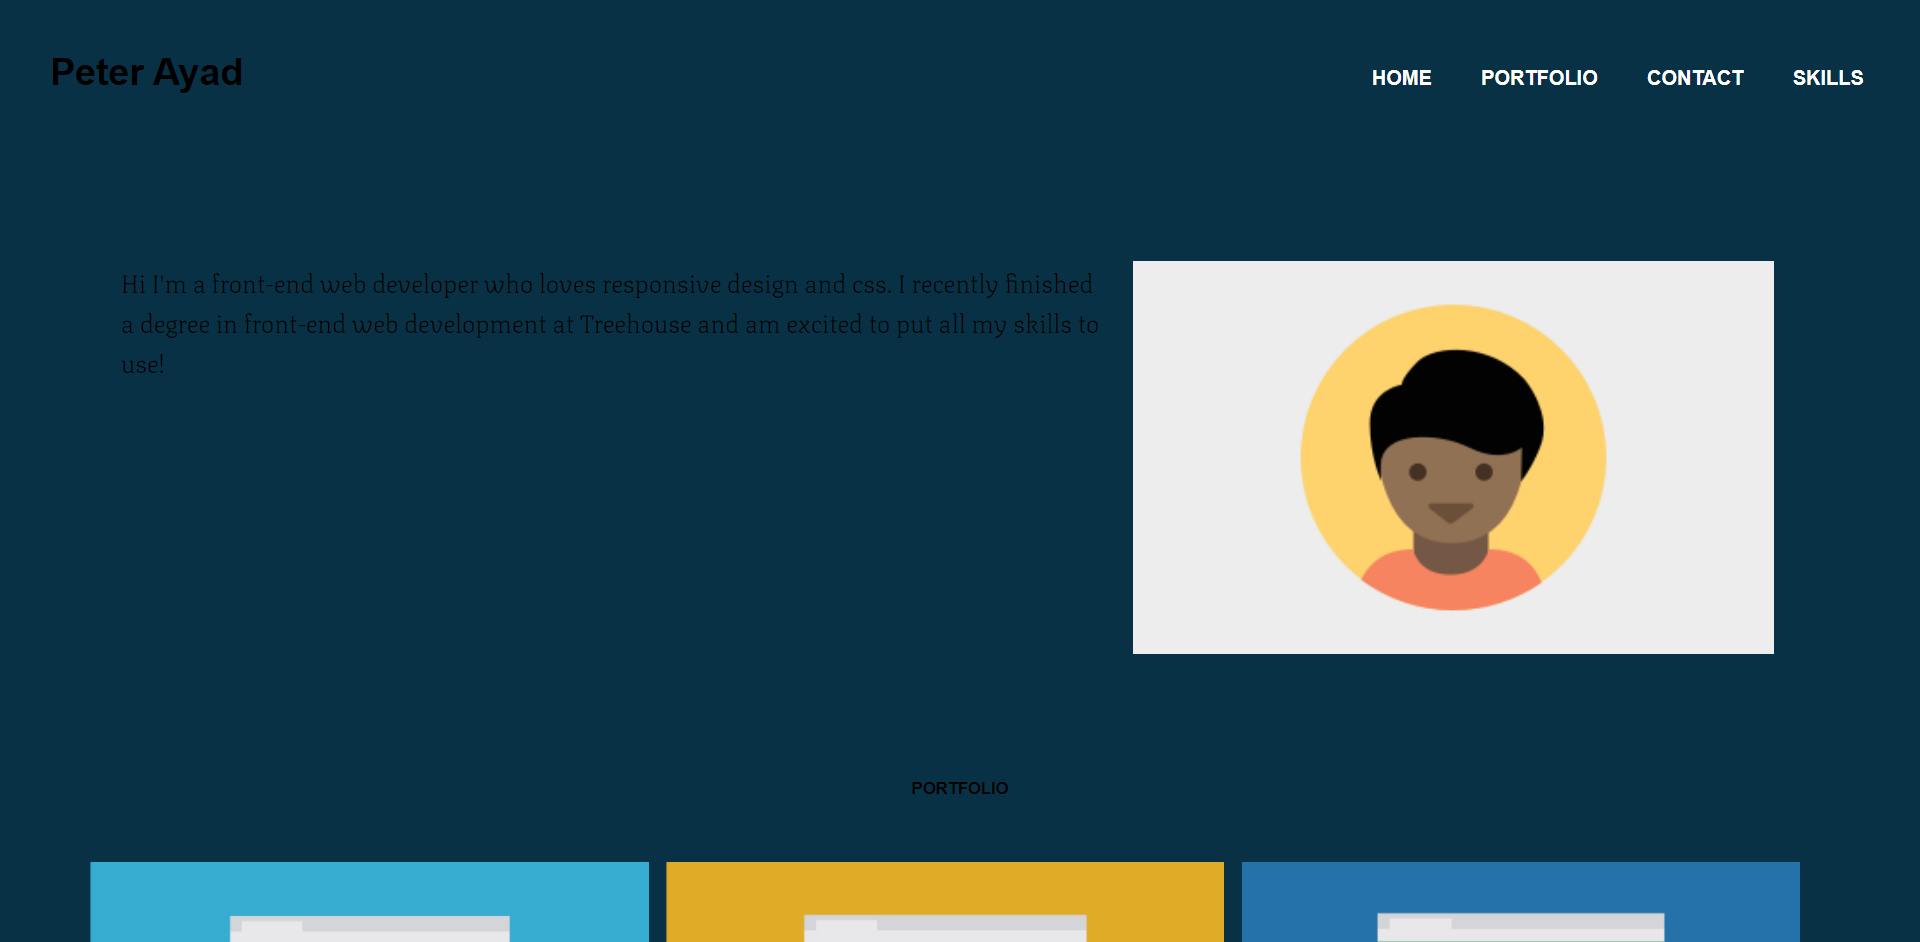 Peter Ayad
HOME PORTFOLIO CONTACT SKILLS
Hi I'm a front-end web developer who loves responsive design and css. I recently finished
a degree in front-end web development at Treehouse and am excited to put all my skills to
use!
PORTFOLIO